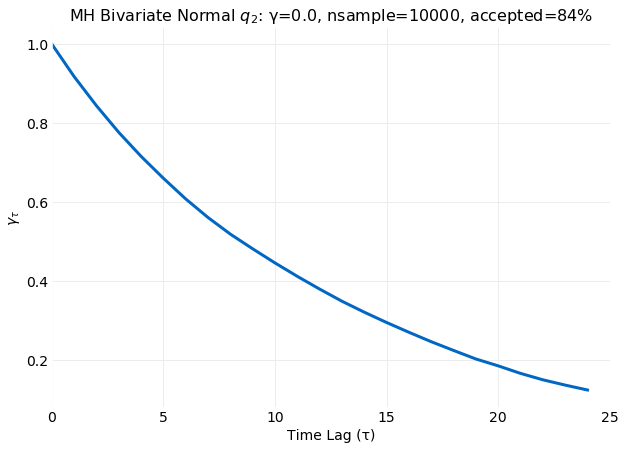 MH Bivariate Normal q₂: γ=0.0, nsample=10000, accepted=84%
1.0
0.8
0.6
0.4
0.2
γτ
0 5 10 15 20 25
Time Lag (τ)